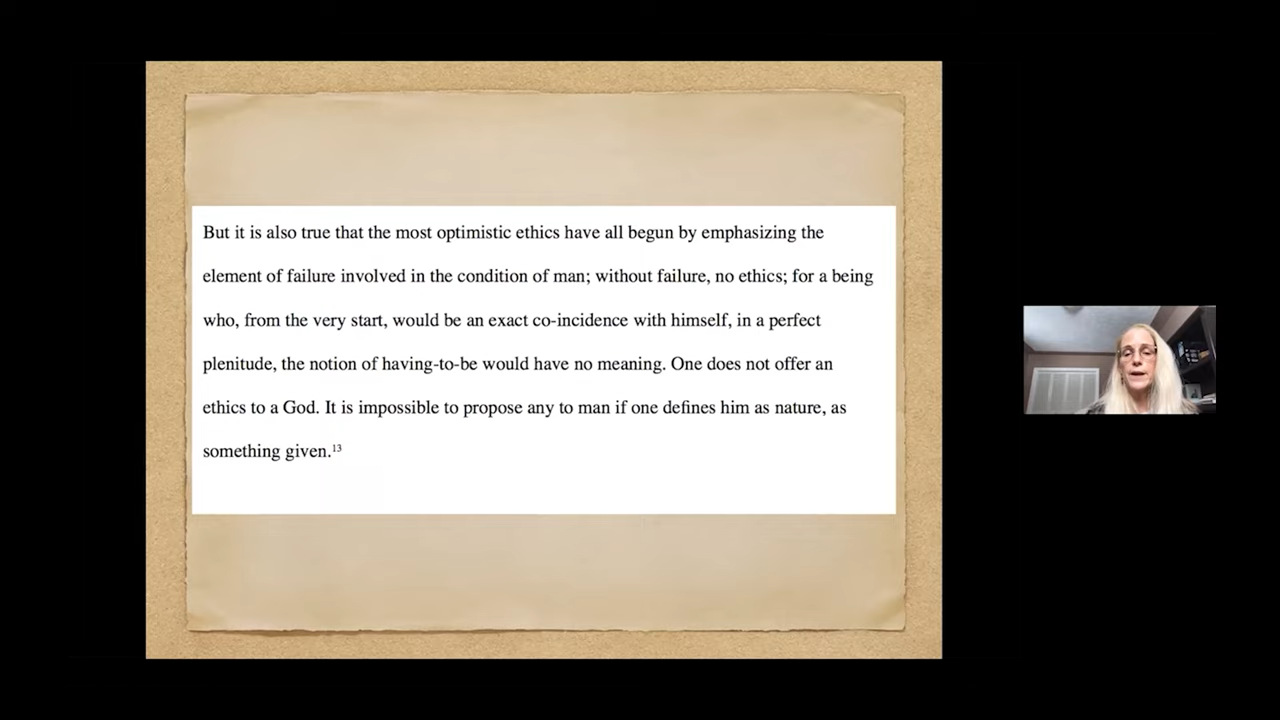 But it is also true that the most optimistic ethics have all begun by emphasizing the
element of failure involved in the condition of man; without failure, no ethics; for a being
who, from the very start, would be an exact co-incidence with himself, in a perfect
plenitude, the notion of having-to-be would have no meaning. One does not offer an
ethics to a God. It is impossible to propose any to man if one defines him as nature, as
something given.¹³